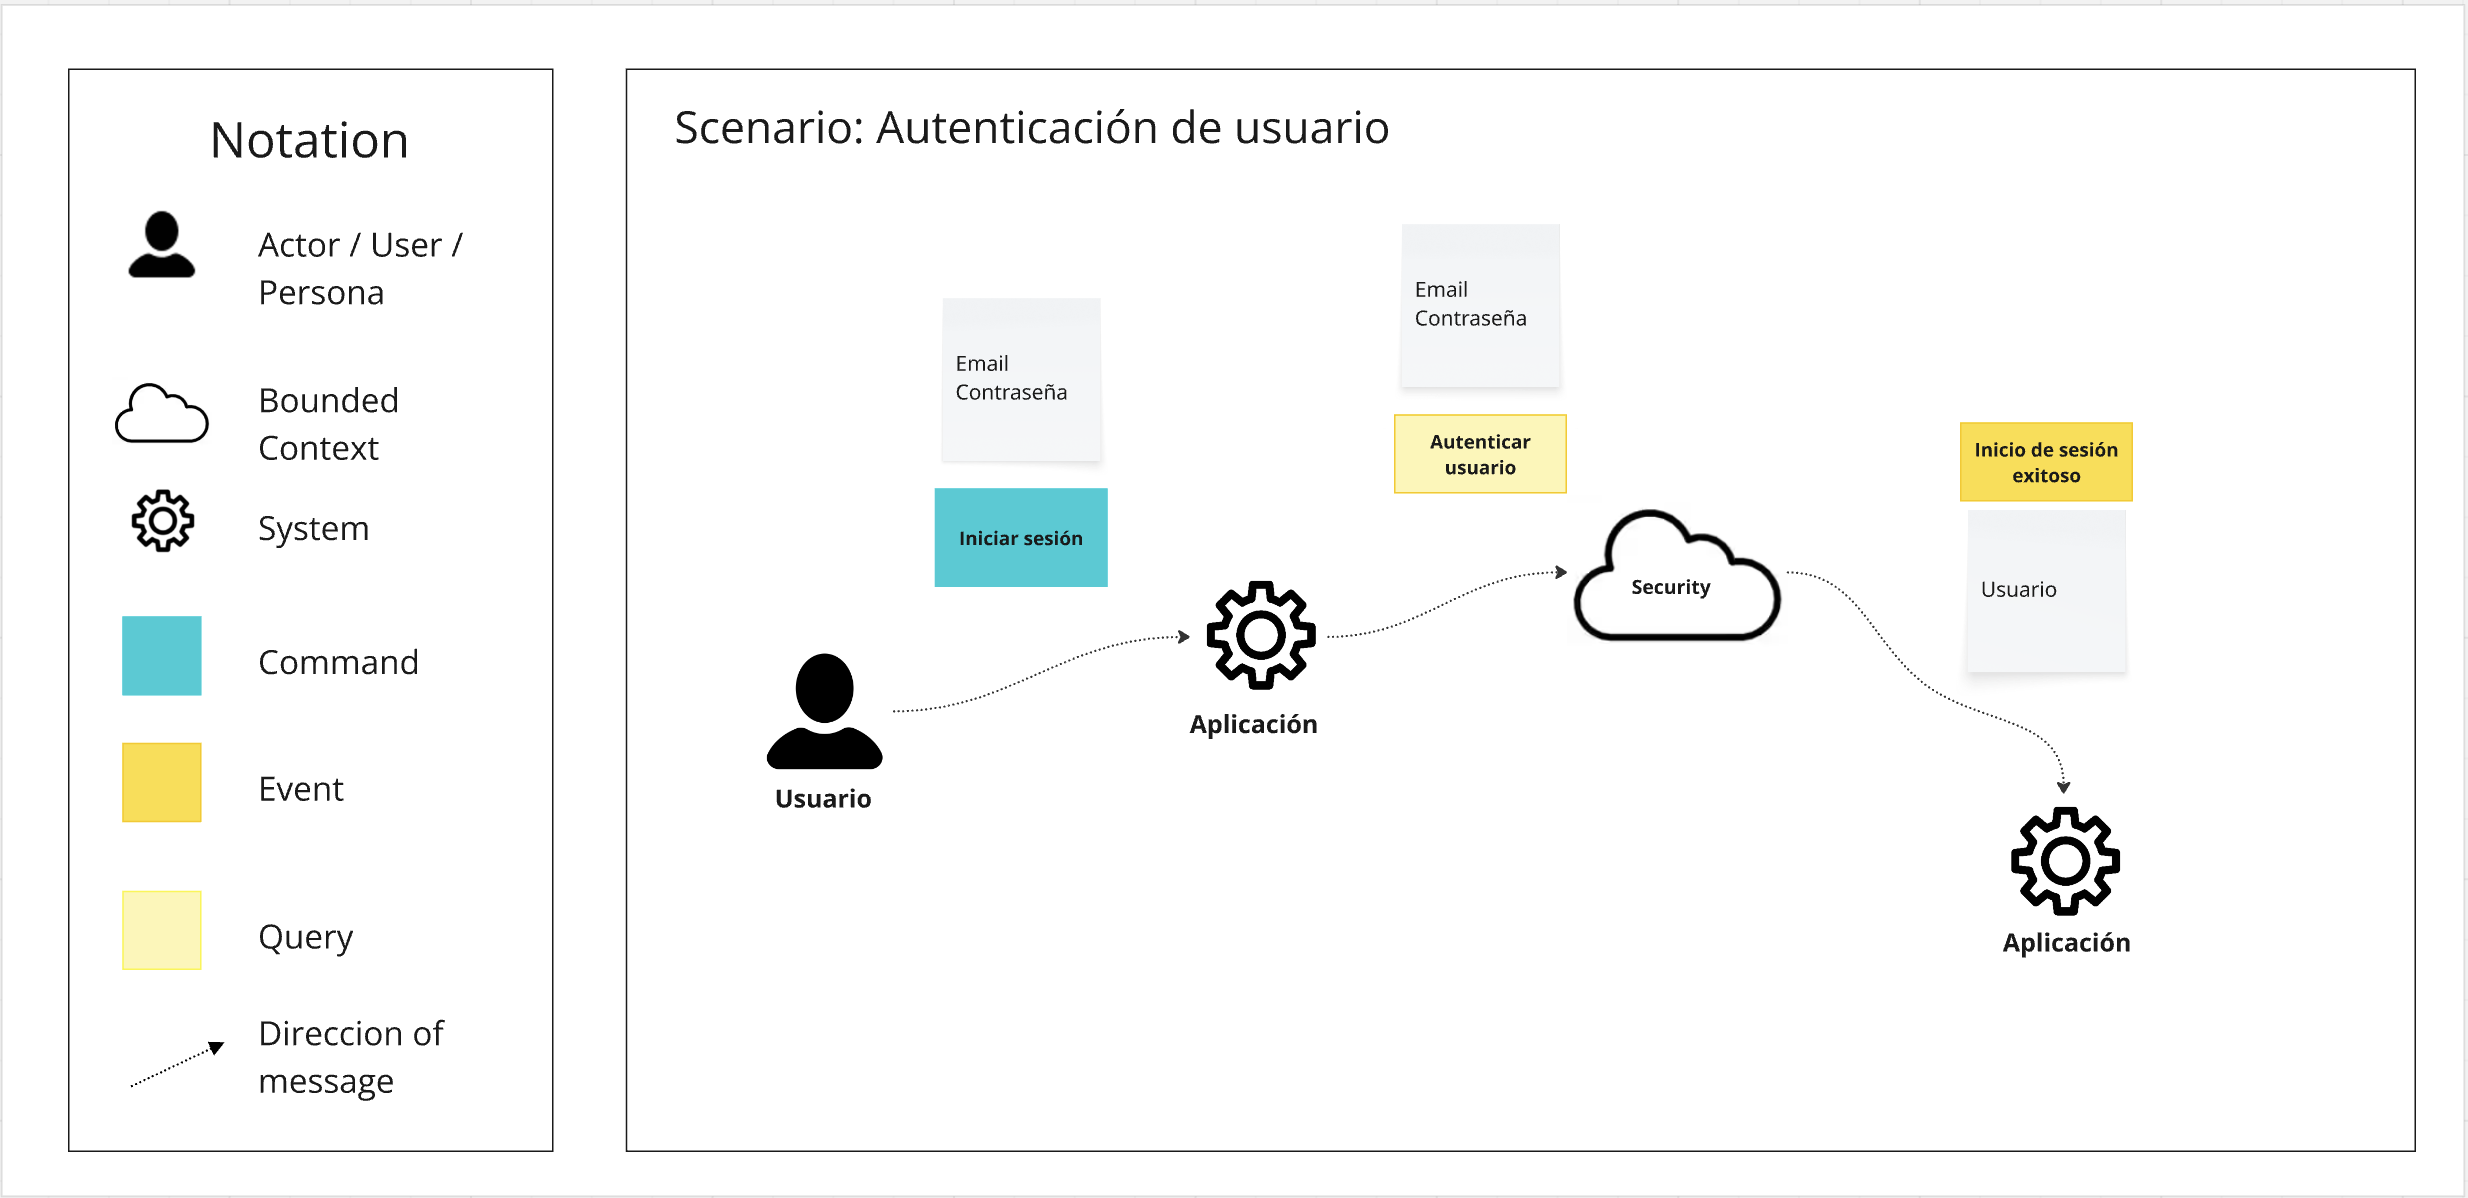 Notation
Actor / User /
Persona
Bounded
Context
System
Command
Event
Query
Direccion of
message
Scenario: Autenticación de usuario
Email
Contraseña
Iniciar sesión
Usuario
Aplicación
Email
Contraseña
Autenticar
usuario
Security
Inicio de sesión
exitoso
Usuario
Aplicación